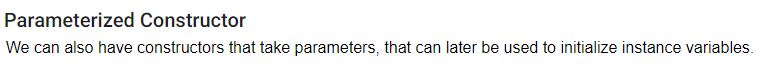 Parameterized Constructor
We can also have constructors that take parameters, that can later be used to initialize instance variables.